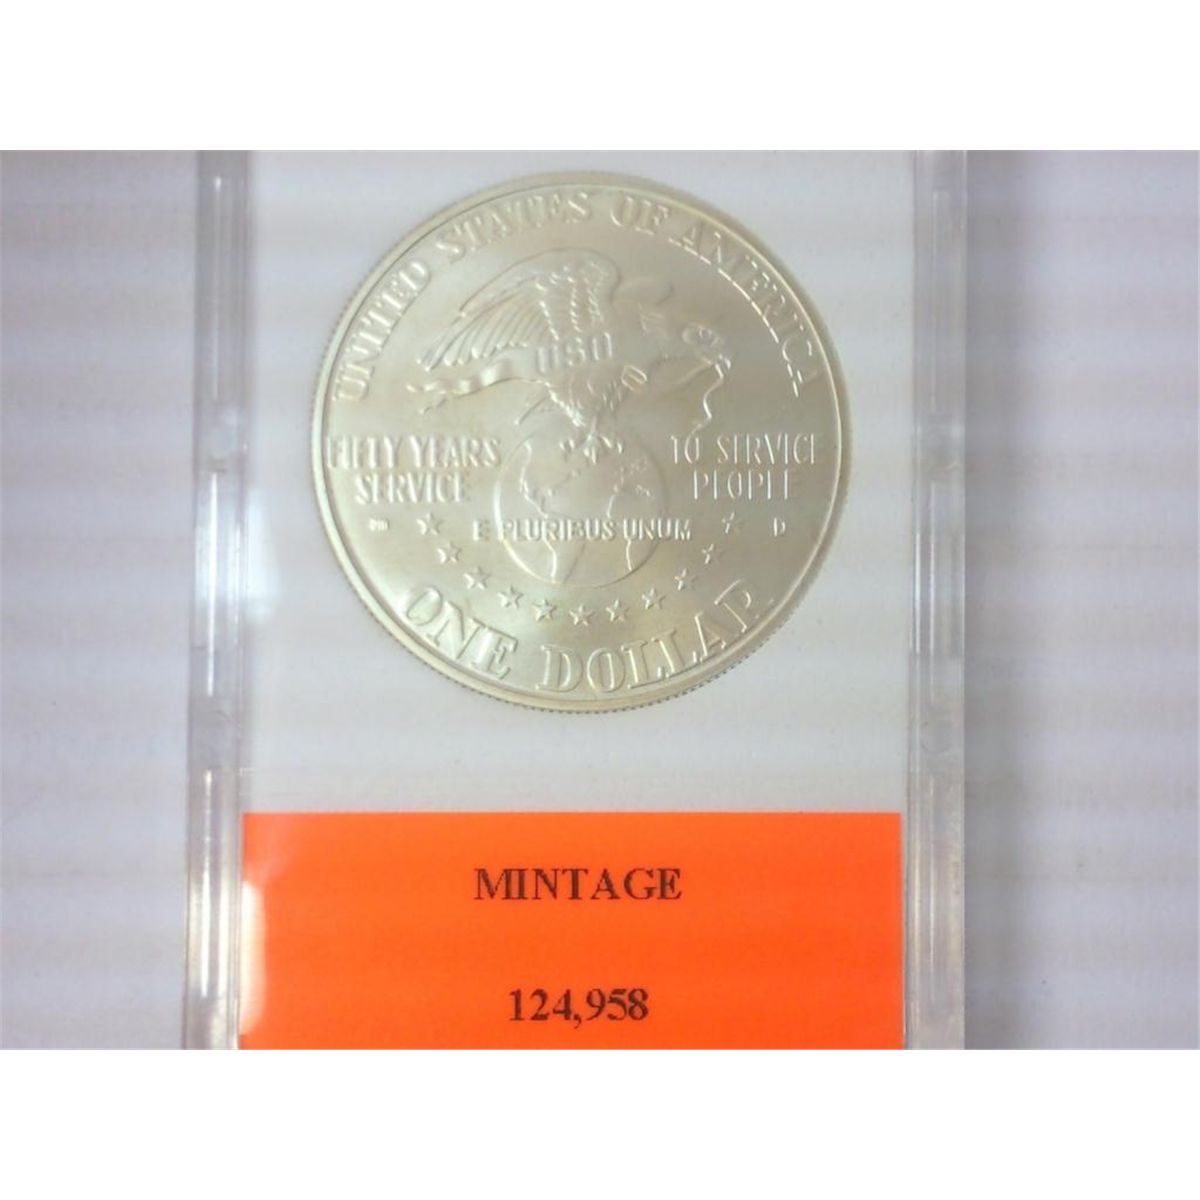 UNITED STATES OF AMERICA
USO
FIFTY YEARS
SERVICE
TO SERVICE
PEOPLE
E PLURIBUS UNUM
D
ONE DOLLAR
MINTAGE
124,958